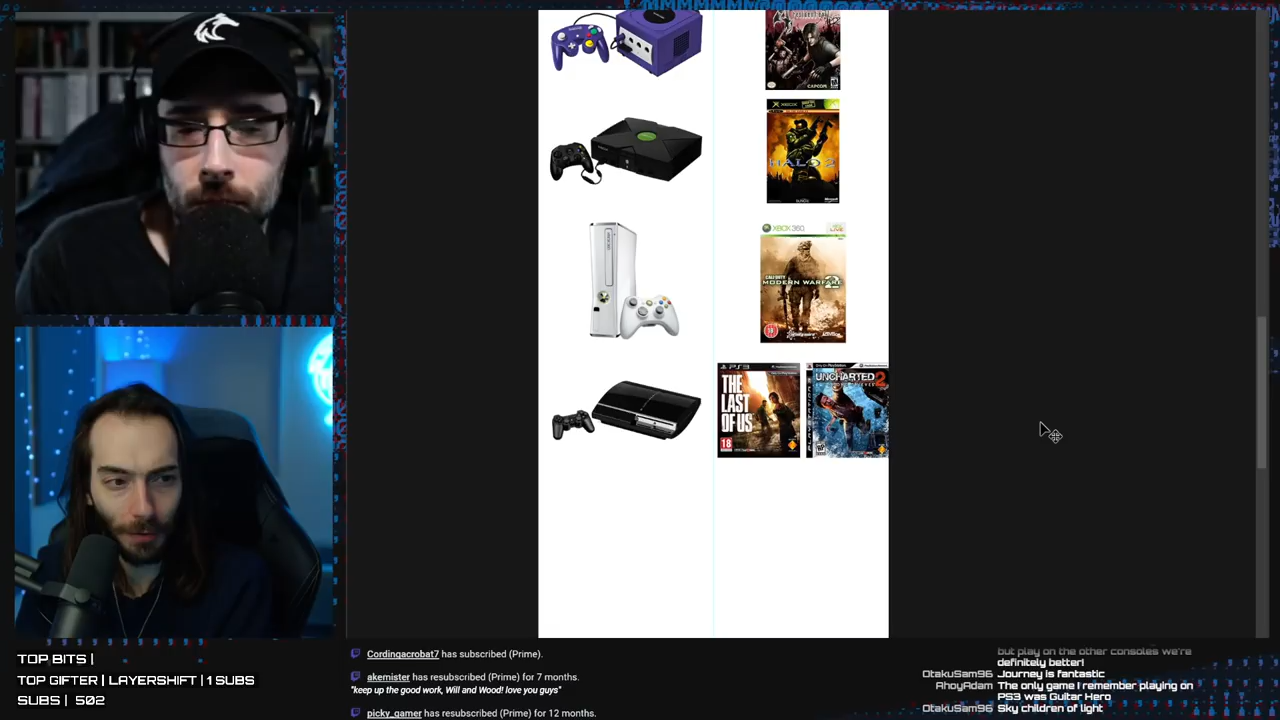 CAPCOM
XBOX
HALO 2
XBOX 360
CALL OF DUTY
MODERN WARFARE
2
18
PS3
THE
LAST
OF US
18
UNCHARTED
2
PLAYSTATION 3
TOP BITS |
TOP GIFTER | LAYERSHIFT | 1 SUBS
SUBS | 502
Cordingacrobat7 has subscribed (Prime).
akemister has resubscribed (Prime) for 7 months.
"keep up the good work, Will and Wood! love you guys"
picky_gamer has resubscribed (Prime) for 12 months.
but play on the other consoles we're
definitely better!
OtakuSam96 Journey is fantastic
AhoyAdam The only game I remember playing on
PS3 was Guitar Hero
OtakuSam96 Sky children of light